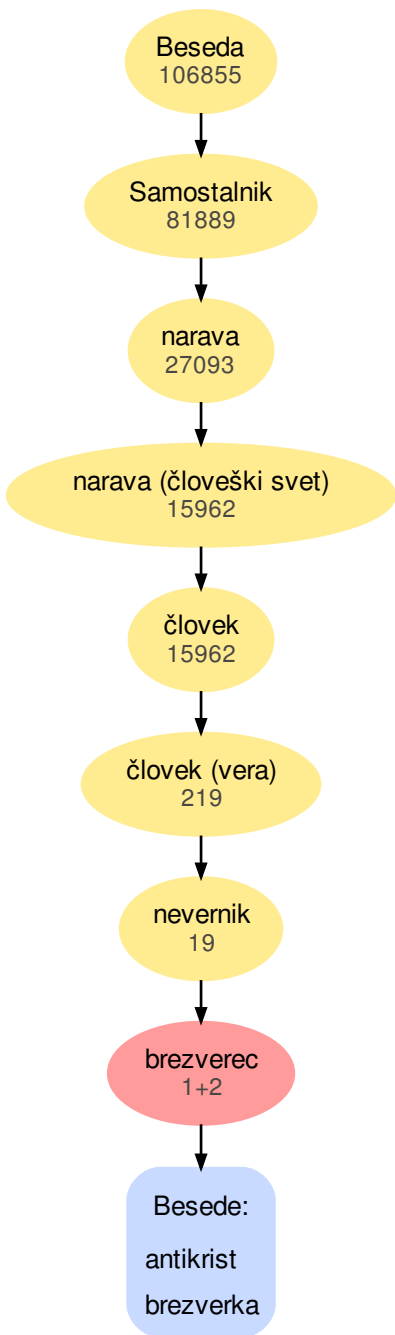 Beseda
106855
Samostalnik
81889
narava
27093
narava (človeški svet)
15962
človek
15962
človek (vera)
219
nevernik
19
brezverec
1+2
Besede:
antikrist
brezverka